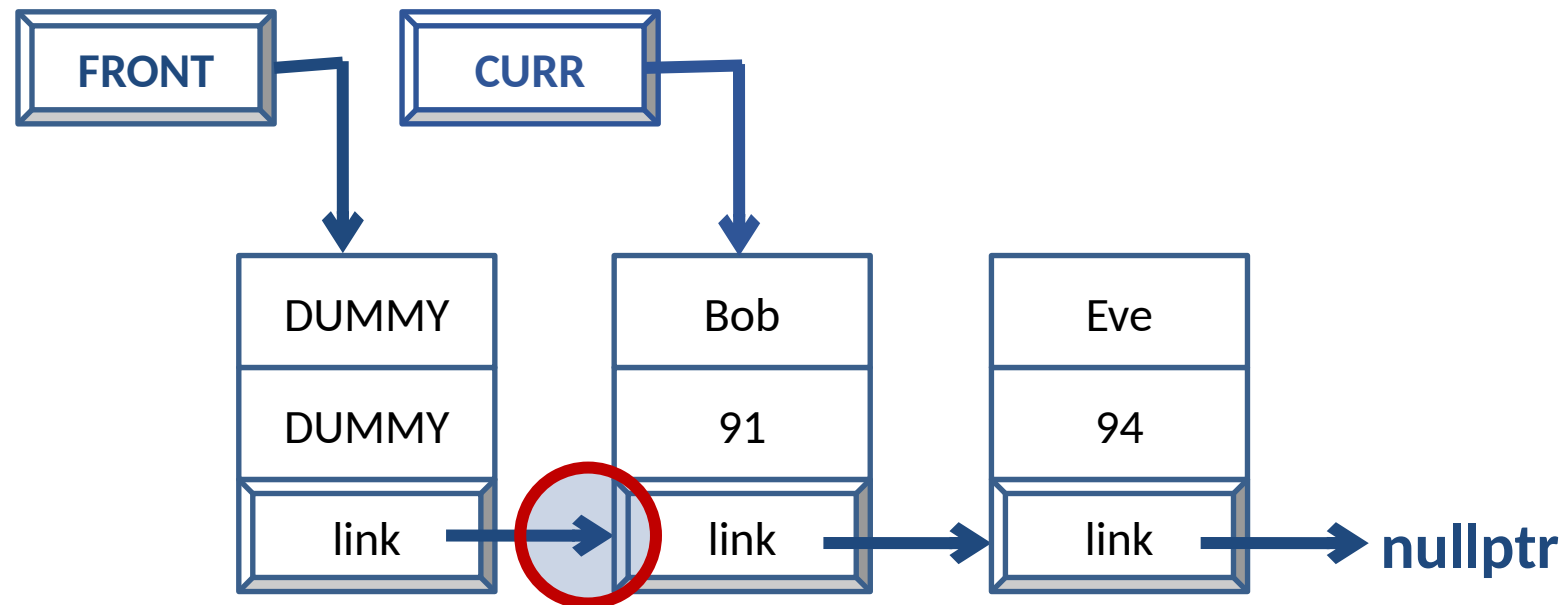 FRONT
CURR
DUMMY
Bob
Eve
DUMMY
91
94
link
link
link
nullptr